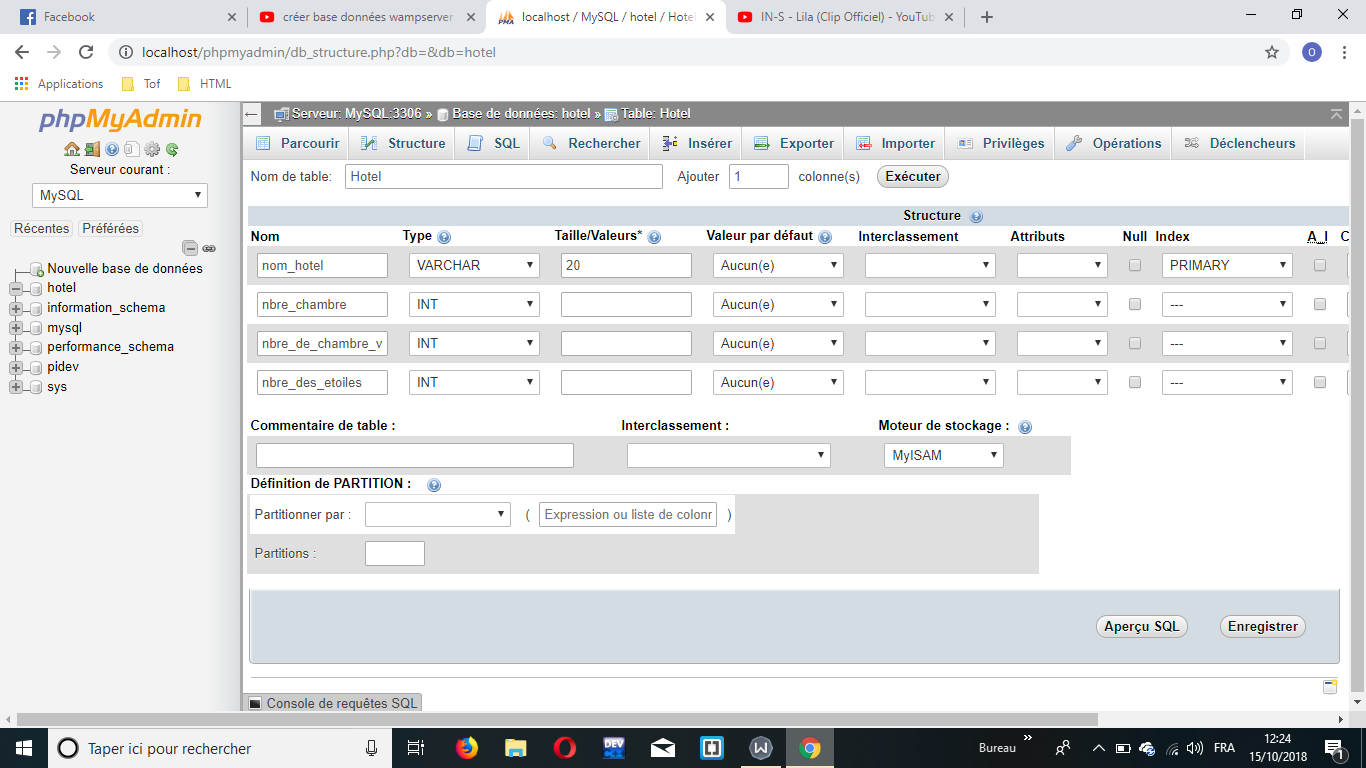 Facebook
créer base données wampserver
localhost / MySQL / hotel / Hote
IN-S - Lila (Clip Officiel) - YouTub
localhost/phpmyadmin/db_structure.php?db=&db=hotel
O
Applications Tof HTML
phpMyAdmin
Serveur courant :
MySQL
Récentes Préférées
Nouvelle base de données
hotel
information_schema
mysql
performance_schema
pidev
sys
Serveur: MySQL:3306 » Base de données: hotel » Table: Hotel
Parcourir Structure SQL Rechercher Insérer Exporter Importer Privilèges Opérations Déclencheurs
Nom de table: Hotel Ajouter 1 colonne(s) Exécuter
Structure
Nom Type Taille/Valeurs* Valeur par défaut Interclassement Attributs Null Index A_I C
nom_hotel VARCHAR 20 Aucun(e) PRIMARY
nbre_chambre INT Aucun(e) ---
nbre_de_chambre_v INT Aucun(e) ---
nbre_des_etoiles INT Aucun(e) ---
Commentaire de table : Interclassement : Moteur de stockage :
MyISAM
Définition de PARTITION :
Partitionner par : ( Expression ou liste de colonr )
Partitions :
Aperçu SQL Enregistrer
Console de requêtes SQL
Taper ici pour rechercher
DEV
W
Bureau »
FRA
12:24
15/10/2018
1